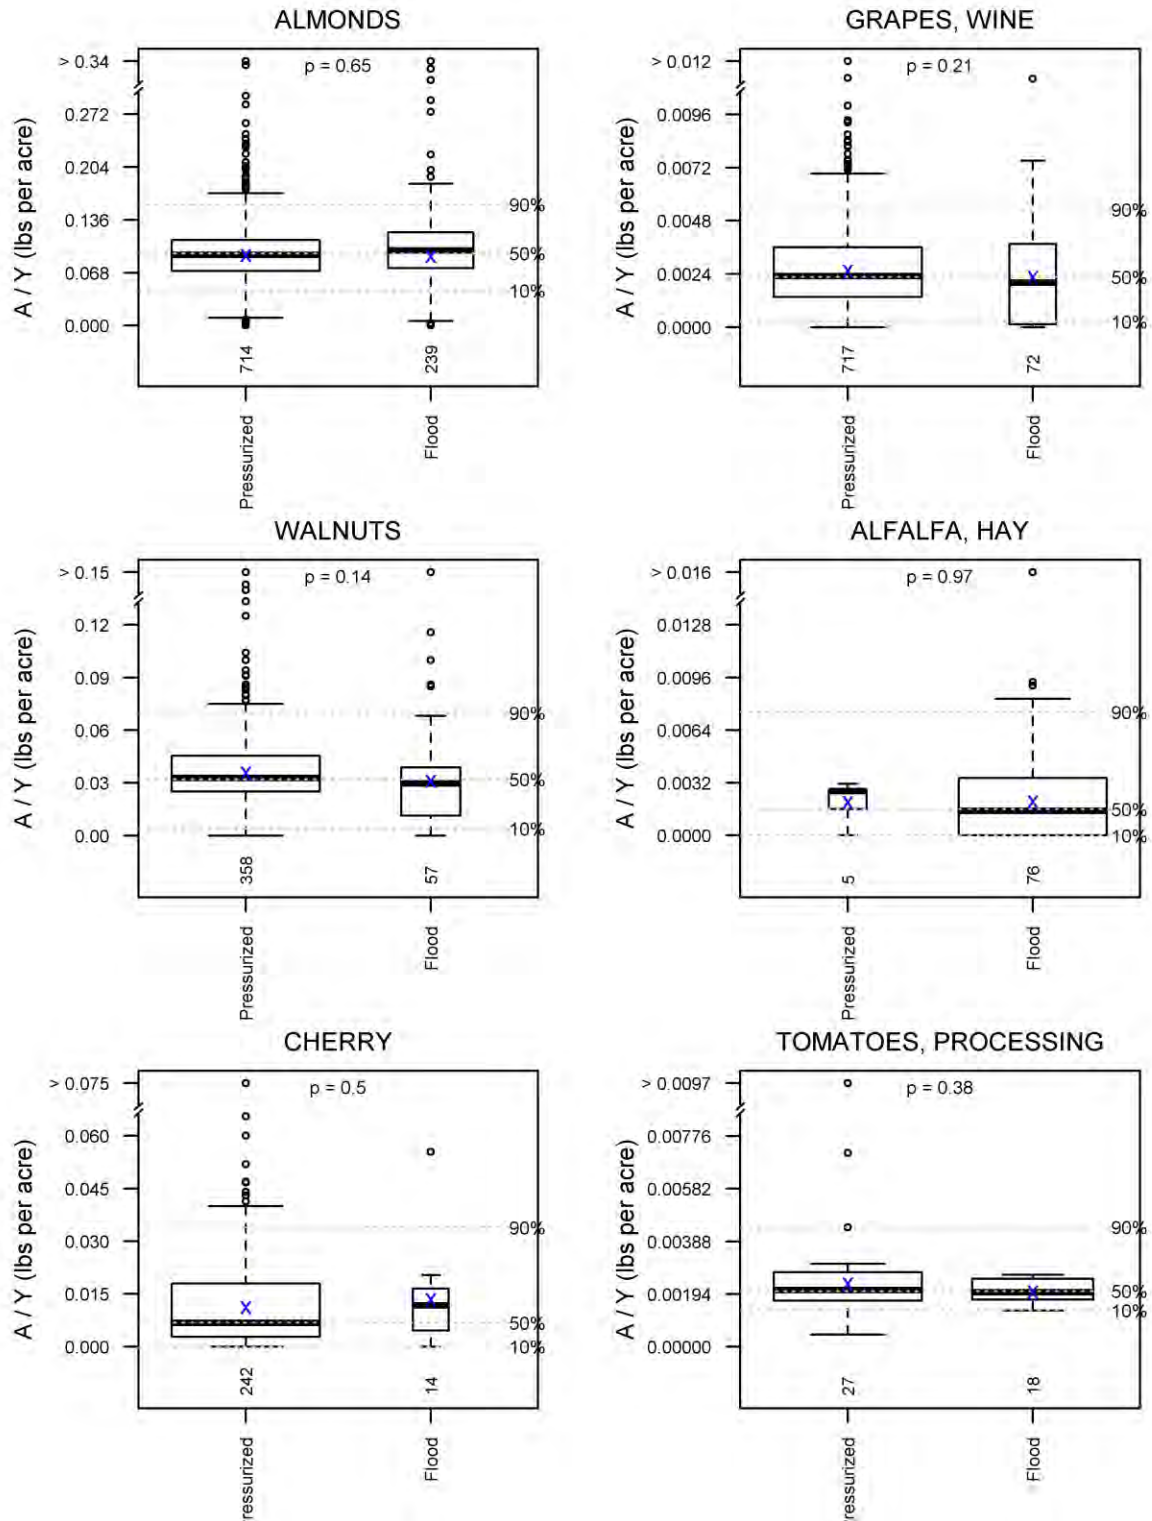 ALMONDS
p = 0.65
A / Y (lbs per acre)
> 0.34
0.272
0.204
0.136
0.068
0.000
90%
50%
10%
714
239
Pressurized
Flood
GRAPES, WINE
p = 0.21
A / Y (lbs per acre)
> 0.012
0.0096
0.0072
0.0048
0.0024
0.0000
90%
50%
10%
717
72
Pressurized
Flood
WALNUTS
p = 0.14
A / Y (lbs per acre)
> 0.15
0.12
0.09
0.06
0.03
0.00
90%
50%
10%
358
57
Pressurized
Flood
ALFALFA, HAY
p = 0.97
A / Y (lbs per acre)
> 0.016
0.0128
0.0096
0.0064
0.0032
0.0000
90%
50%
10%
5
76
Pressurized
Flood
CHERRY
p = 0.5
A / Y (lbs per acre)
> 0.075
0.060
0.045
0.030
0.015
0.000
90%
50%
10%
242
14
Pressurized
Flood
TOMATOES, PROCESSING
p = 0.38
A / Y (lbs per acre)
> 0.0097
0.00776
0.00582
0.00388
0.00194
0.00000
90%
50%
10%
27
18
Pressurized
Flood